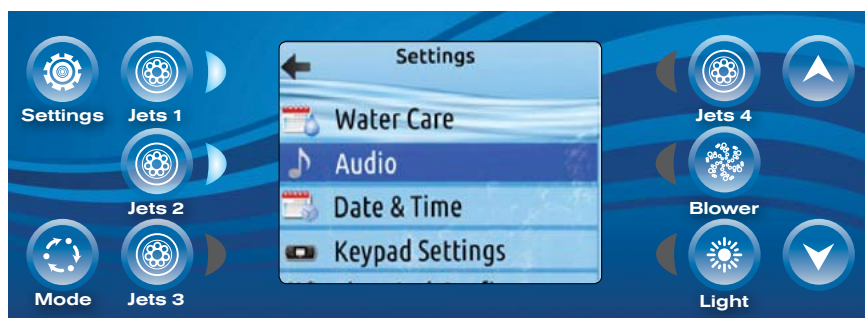 Settings
Jets 1
Jets 2
Mode
Jets 3
Settings
Water Care
Audio
Date & Time
Keypad Settings
Jets 4
Blower
Light